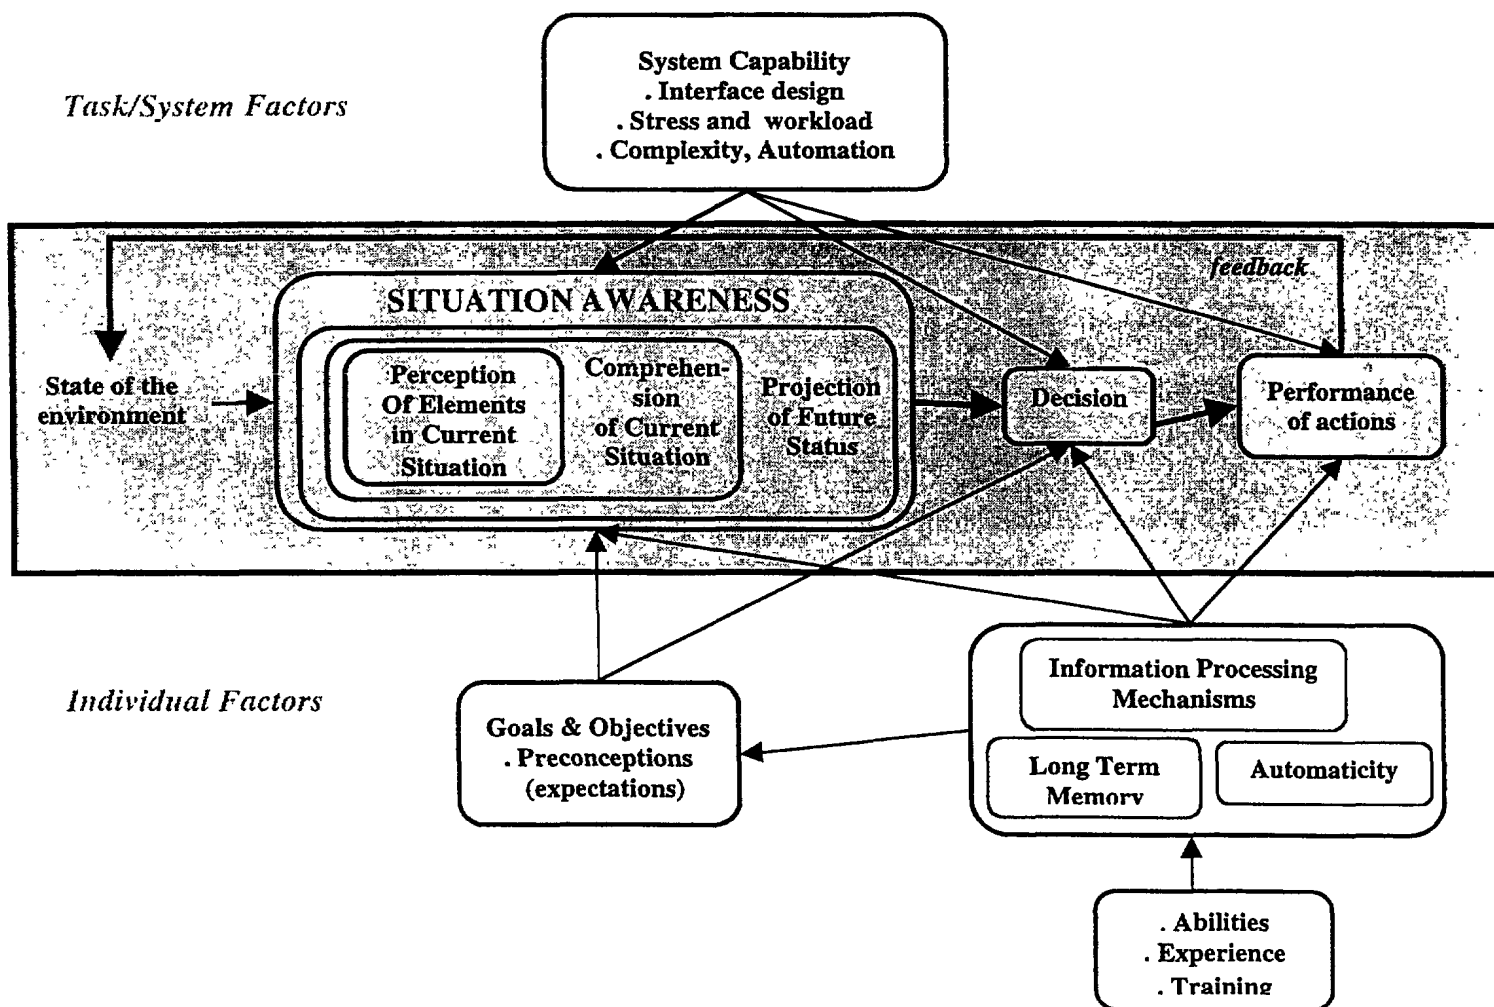 System Capability
. Interface design
. Stress and workload
. Complexity, Automation
Task/System Factors
feedback
SITUATION AWARENESS
State of the
environment
Perception
Of Elements
in Current
Situation
Comprehen-
sion
of Current
Situation
Projection
of Future
Status
Decision
Performance
of actions
Individual Factors
Goals & Objectives
. Preconceptions
(expectations)
Information Processing
Mechanisms
Long Term
Memory
Automaticity
. Abilities
. Experience
. Training